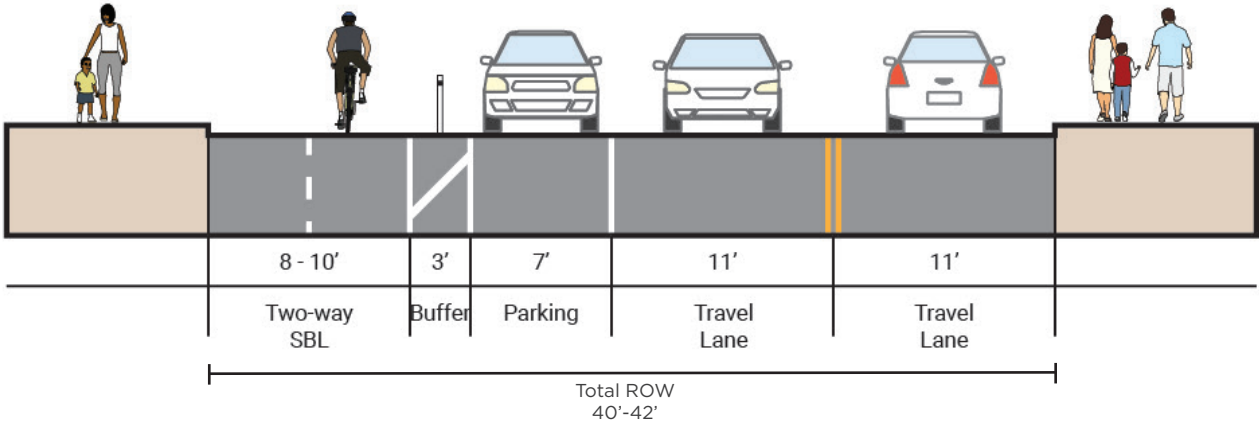 8 - 10’
3’
7’
11’
11’
Two-way
SBL
Buffer
Parking
Travel
Lane
Travel
Lane
Total ROW
40’-42’